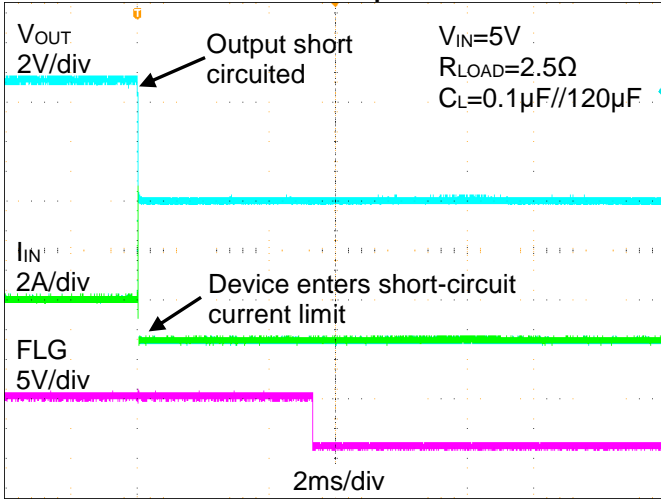 VOUT
2V/div
Output short
circuited
VIN=5V
RLOAD=2.5Ω
CL=0.1µF//120µF
IIN
2A/div
Device enters short-circuit
current limit
FLG
5V/div
2ms/div